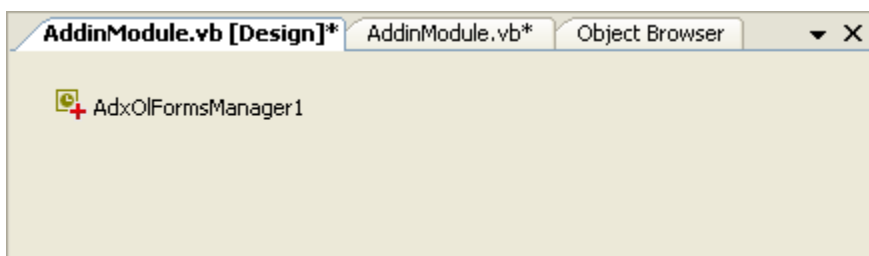 AddinModule.vb [Design]* AddinModule.vb* Object Browser
AdxOlFormsManager1